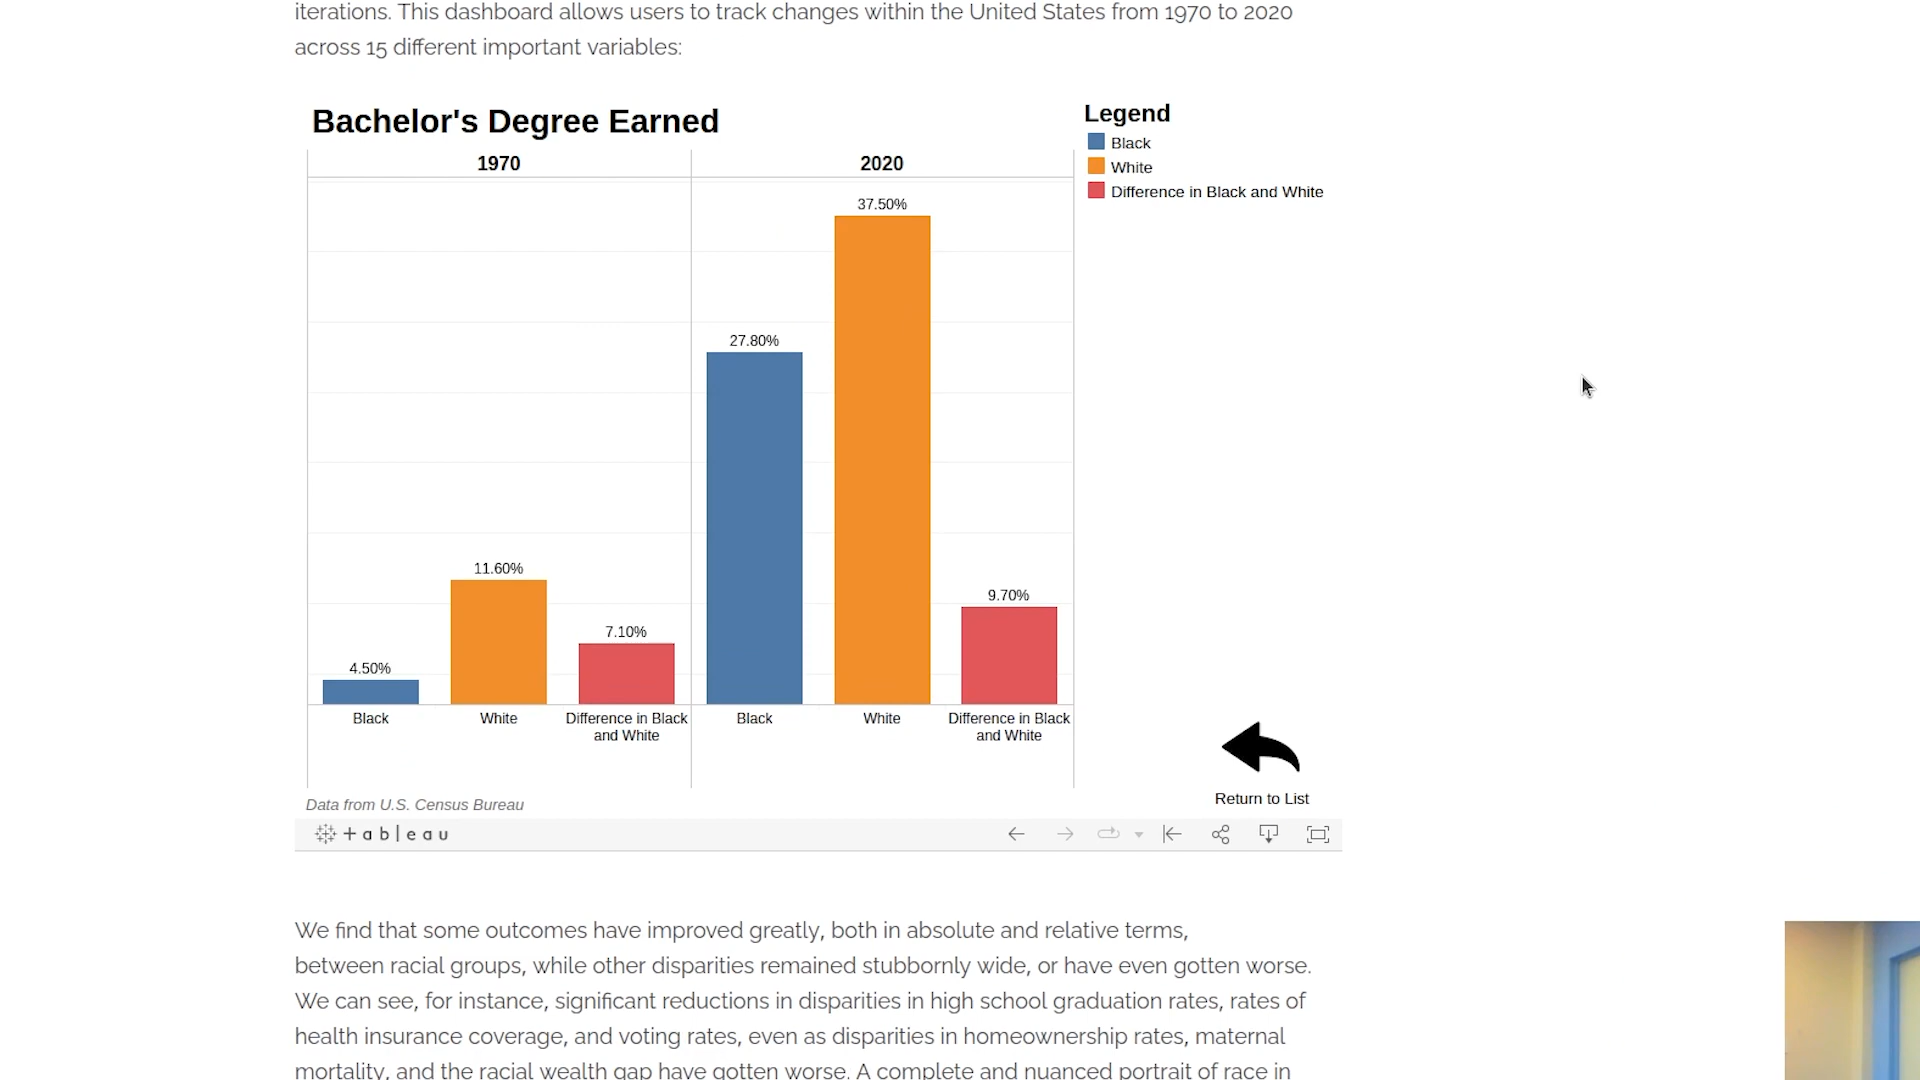 iterations. This dashboard allows users to track changes within the United States from 1970 to 2020
across 15 different important variables:
Bachelor's Degree Earned
1970
2020
4.50%
11.60%
7.10%
27.80%
37.50%
9.70%
Black
White
Difference in Black
and White
Black
White
Difference in Black
and White
Data from U.S. Census Bureau
Legend
Black
White
Difference in Black and White
Return to List
+ableau
We find that some outcomes have improved greatly, both in absolute and relative terms,
between racial groups, while other disparities remained stubbornly wide, or have even gotten worse.
We can see, for instance, significant reductions in disparities in high school graduation rates, rates of
health insurance coverage, and voting rates, even as disparities in homeownership rates, maternal
mortality, and the racial wealth gap have gotten worse. A complete and nuanced portrait of race in